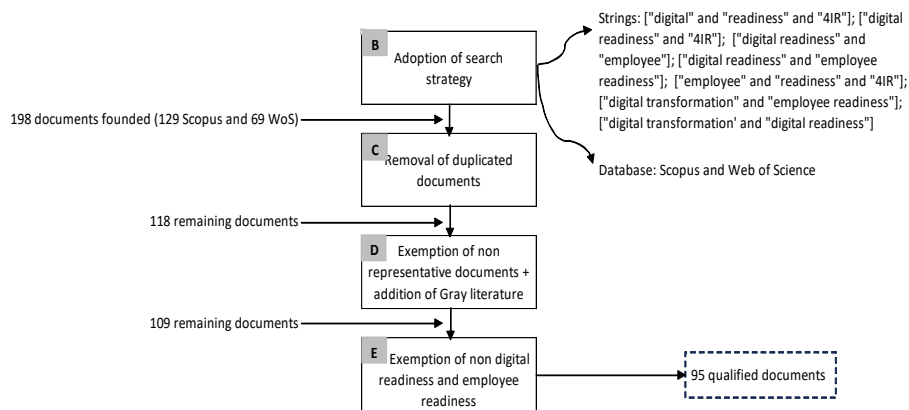 Strings: ["digital" and "readiness" and "4IR"]; ["digital
readiness" and "4IR"]; ["digital readiness" and
"employee"]; ["digital readiness" and "employee
readiness"]; ["employee" and "readiness" and "4IR"];
["digital transformation" and "employee readiness"];
["digital transformation' and "digital readiness"]
B
Adoption of search
strategy
198 documents founded (129 Scopus and 69 WoS)
Database: Scopus and Web of Science
C
Removal of duplicated
documents
118 remaining documents
D
Exemption of non
representative documents +
addition of Gray literature
109 remaining documents
E
Exemption of non digital
readiness and employee
readiness
95 qualified documents